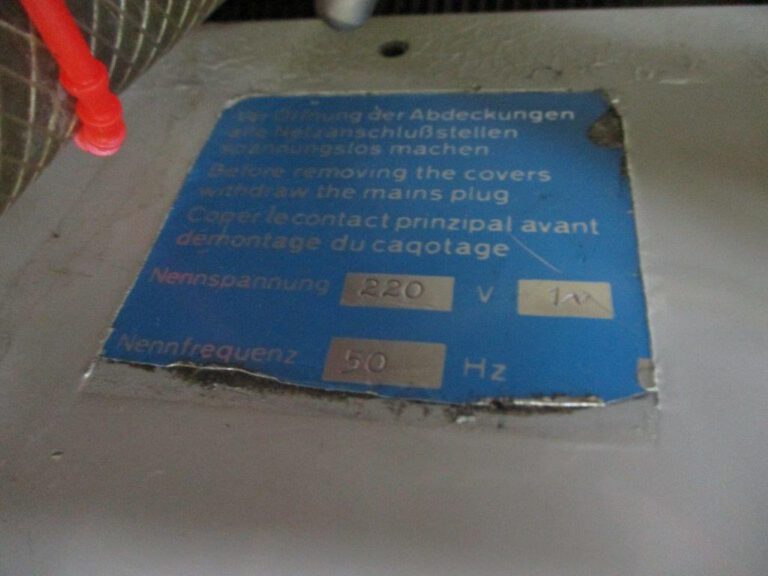 Vor Öffnung der Abdeckungen
alle Netzanschlußstellen
spannungslos machen
Before removing the covers
withdraw the mains plug
Coper le contact prinzipal avant
demontage du caqotage
Nennspannung 220 V 1~
Nennfrequenz 50 Hz